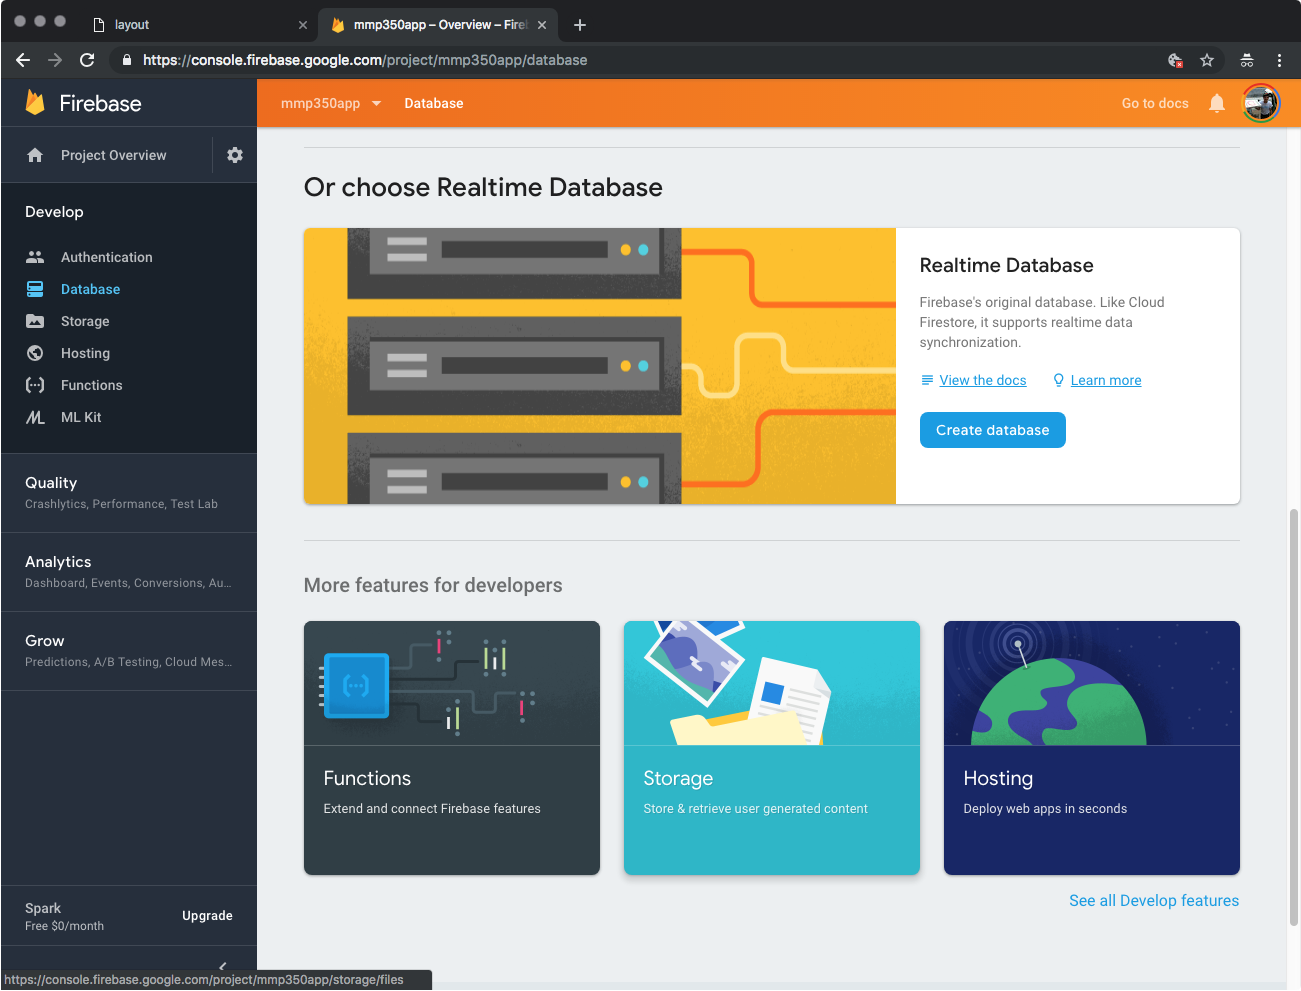 layout
mmp350app – Overview – Fire
https://console.firebase.google.com/project/mmp350app/database
Firebase
mmp350app
Database
Go to docs
Project Overview
Develop
Authentication
Database
Storage
Hosting
Functions
ML Kit
Quality
Crashlytics, Performance, Test Lab
Analytics
Dashboard, Events, Conversions, Au...
Grow
Predictions, A/B Testing, Cloud Mes...
Spark
Free $0/month
Upgrade
Or choose Realtime Database
Realtime Database
Firebase's original database. Like Cloud
Firestore, it supports realtime data
synchronization.
View the docs
Learn more
Create database
More features for developers
Functions
Extend and connect Firebase features
Storage
Store & retrieve user generated content
Hosting
Deploy web apps in seconds
See all Develop features
https://console.firebase.google.com/project/mmp350app/storage/files